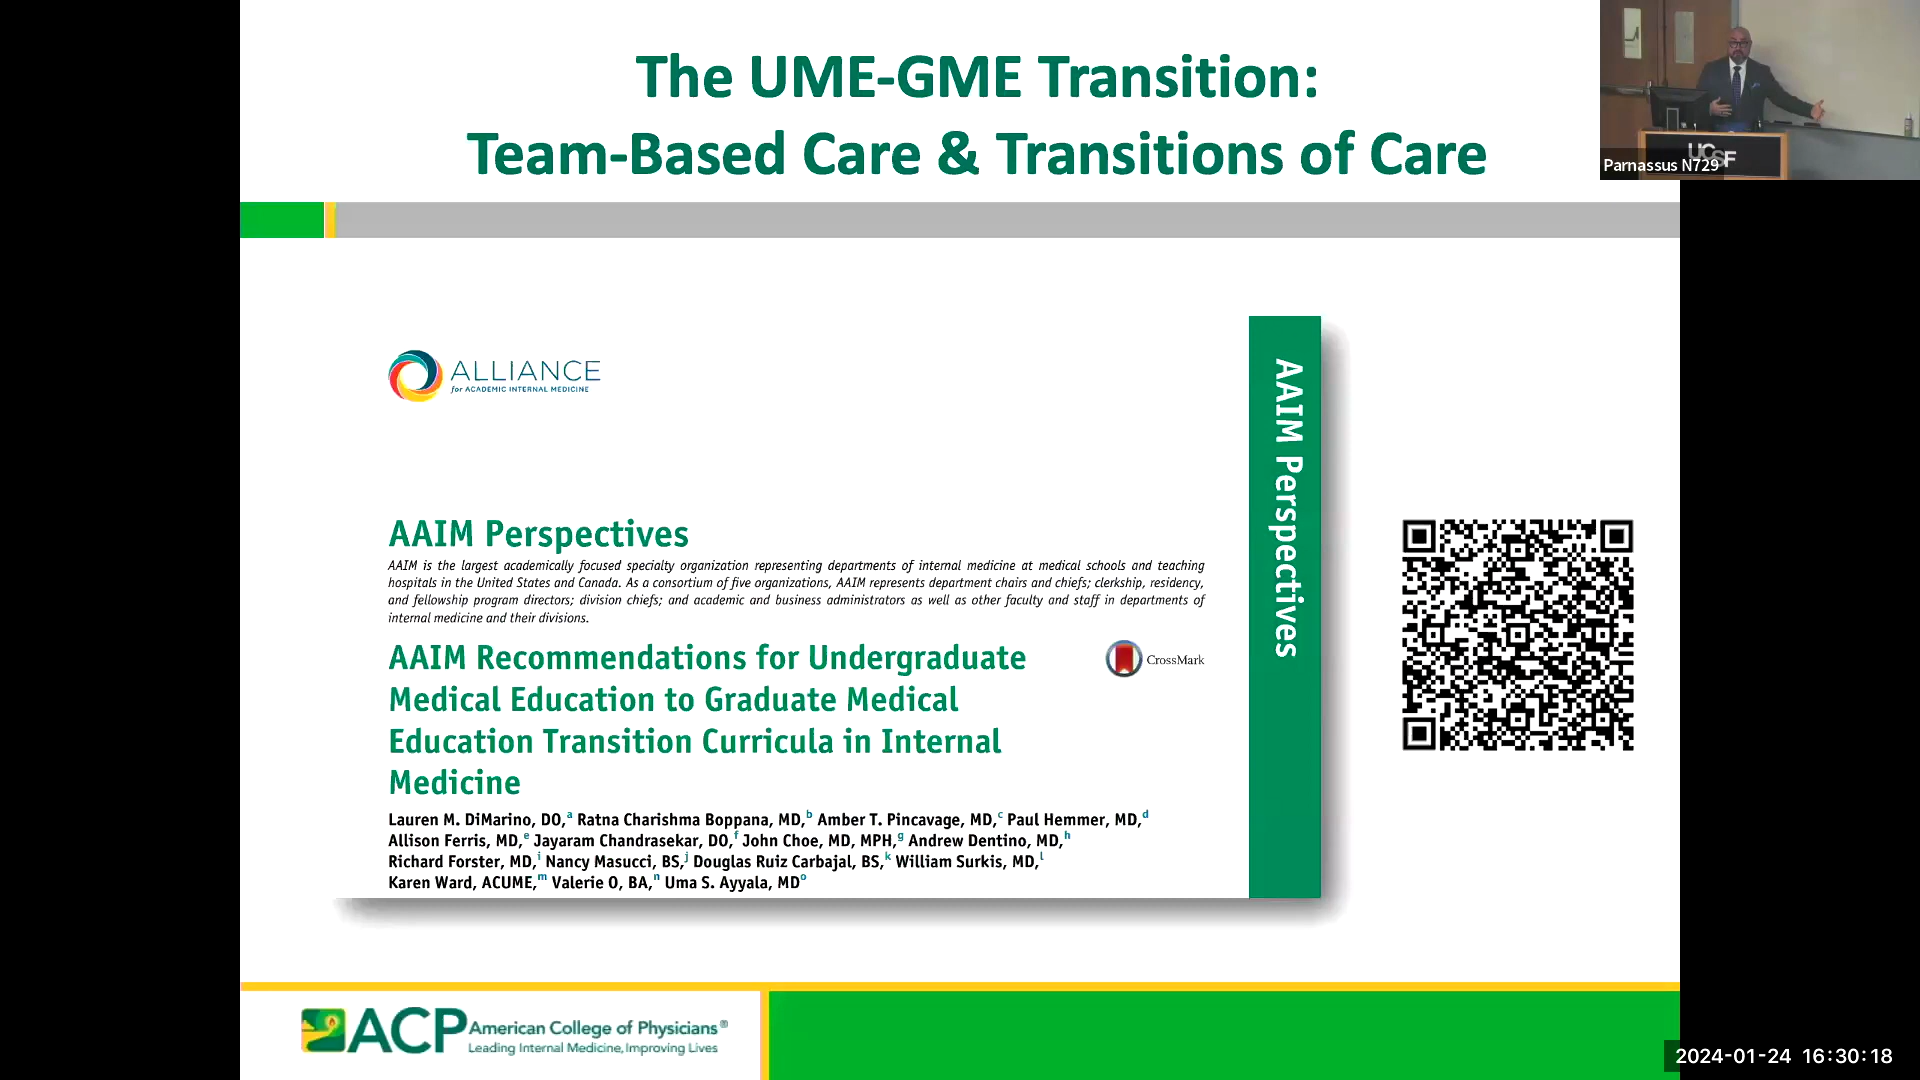 The UME-GME Transition:
Team-Based Care & Transitions of Care
UCSF
Parnassus N729
ALLIANCE
for ACADEMIC INTERNAL MEDICINE
AAIM Perspectives
AAIM Perspectives
AAIM is the largest academically focused specialty organization representing departments of internal medicine at medical schools and teaching
hospitals in the United States and Canada. As a consortium of five organizations, AAIM represents department chairs and chiefs; clerkship, residency,
and fellowship program directors; division chiefs; and academic and business administrators as well as other faculty and staff in departments of
internal medicine and their divisions.
AAIM Recommendations for Undergraduate
Medical Education to Graduate Medical
Education Transition Curricula in Internal
Medicine
CrossMark
Lauren M. DiMarino, DO,a Ratna Charishma Boppana, MD,b Amber T. Pincavage, MD,c Paul Hemmer, MD,d
Allison Ferris, MD,e Jayaram Chandrasekar, DO,f John Choe, MD, MPH,g Andrew Dentino, MD,h
Richard Forster, MD,i Nancy Masucci, BS,j Douglas Ruiz Carbajal, BS,k William Surkis, MD,l
Karen Ward, ACUME,m Valerie O, BA,n Uma S. Ayyala, MDo
ACP American College of Physicians®
Leading Internal Medicine, Improving Lives
2024-01-24 16:30:18